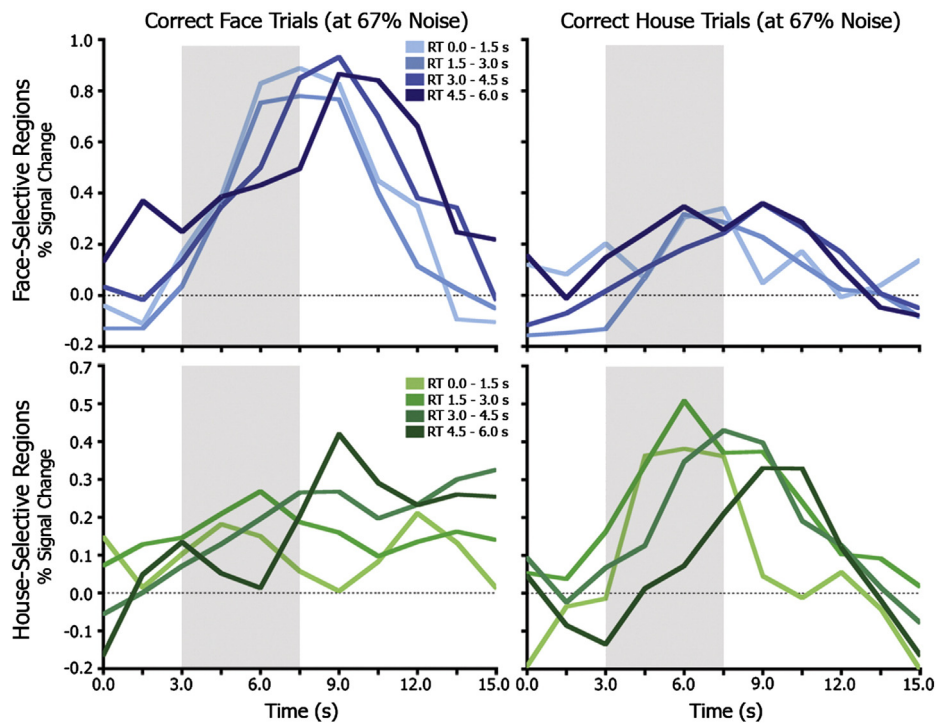 Correct Face Trials (at 67% Noise)
Correct House Trials (at 67% Noise)
Face-Selective Regions
% Signal Change
1.0
0.8
0.6
0.4
0.2
0.0
-0.2
RT 0.0 - 1.5 s
RT 1.5 - 3.0 s
RT 3.0 - 4.5 s
RT 4.5 - 6.0 s
House-Selective Regions
% Signal Change
0.7
0.5
0.4
0.3
0.2
0.1
0.0
-0.1
-0.2
RT 0.0 - 1.5 s
RT 1.5 - 3.0 s
RT 3.0 - 4.5 s
RT 4.5 - 6.0 s
0.0 3.0 6.0 9.0 12.0 15.0
0.0 3.0 6.0 9.0 12.0 15.0
Time (s)
Time (s)